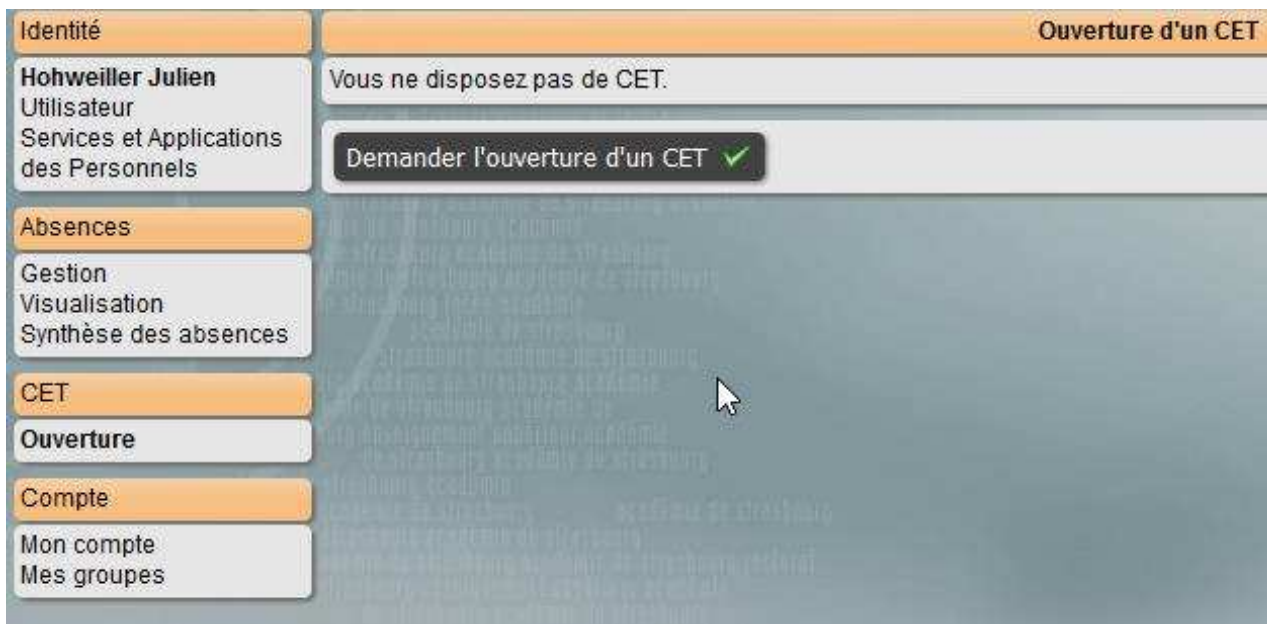 Identité
Hohweiller Julien
Utilisateur
Services et Applications
des Personnels
Absences
Gestion
Visualisation
Synthèse des absences
CET
Ouverture
Compte
Mon compte
Mes groupes
Ouverture d'un CET
Vous ne disposez pas de CET.
Demander l'ouverture d'un CET